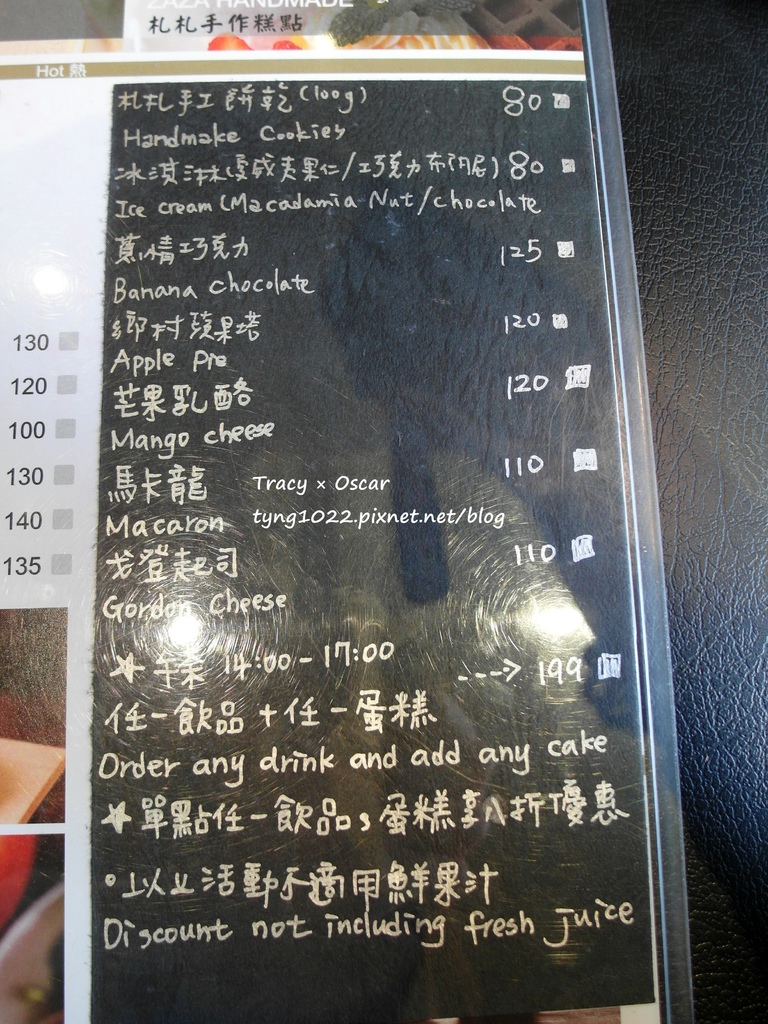 ZAZA HANDMADE
札札手作糕點
Hot 熱
札札手工餅乾(100g) 80
Handmake Cookies
冰淇淋(夏威夷果仁/巧克力布朗尼) 80
Ice cream (Macadamia Nut/chocolate
蕉情巧克力 125
Banana chocolate
鄉村蘋果塔 120
Apple Pie
芒果乳酪 120
Mango cheese
馬卡龍 110
Macaron
戈登起司 110
Gordon Cheese
130
120
100
130
140
135
Tracy × Oscar
tyng1022.pixnet.net/blog
★午茶 14:00-17:00 ---> 199
任一飲品+任一蛋糕
Order any drink and add any cake
★單點任一飲品、蛋糕享八折優惠
•以上活動不適用鮮果汁
Discount not including fresh juice